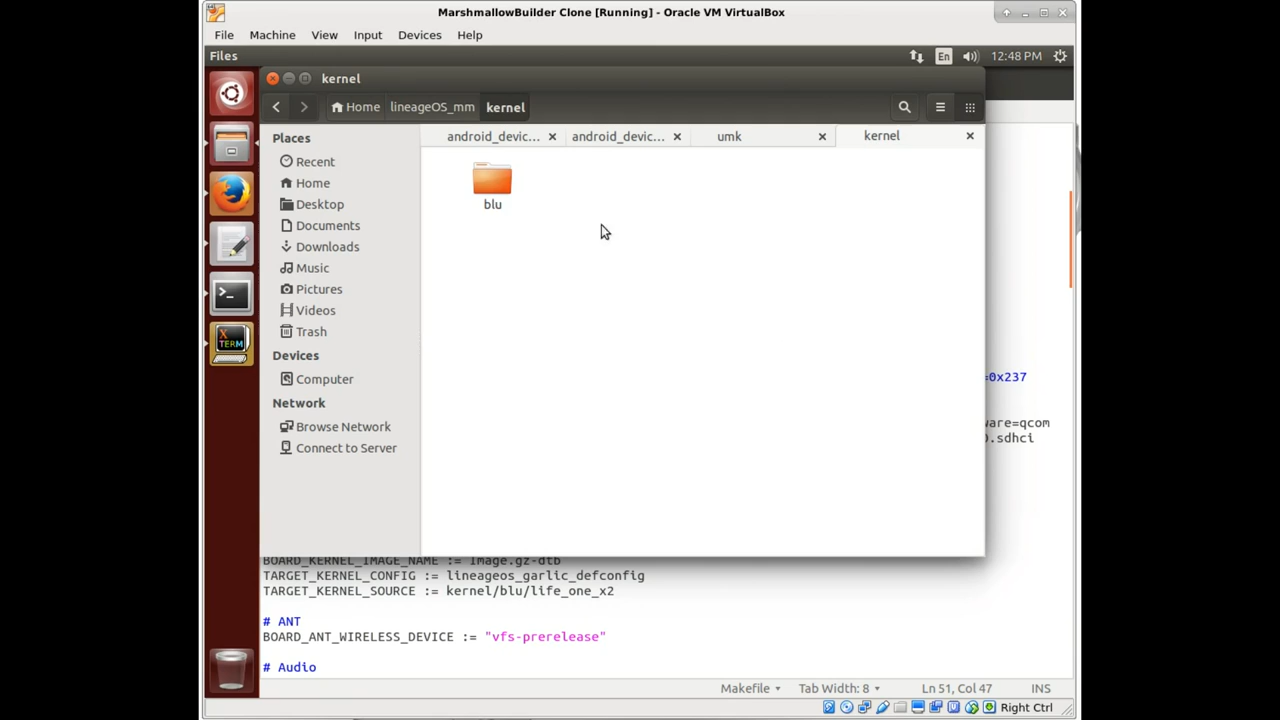 MarshmallowBuilder Clone [Running] - Oracle VM VirtualBox
File Machine View Input Devices Help
Files En 12:48 PM
kernel
Home lineageOS_mm kernel
Places
Recent
Home
Desktop
Documents
Downloads
Music
Pictures
Videos
Trash
Devices
Computer
Network
Browse Network
Connect to Server
android_devic... android_devic... umk kernel
blu
X
TERM
=0x237
ware=qcom
0.sdhci
BOARD_KERNEL_IMAGE_NAME := Image.gz-dtb
TARGET_KERNEL_CONFIG := lineageos_garlic_defconfig
TARGET_KERNEL_SOURCE := kernel/blu/life_one_x2
# ANT
BOARD_ANT_WIRELESS_DEVICE := "vfs-prerelease"
# Audio
Makefile Tab Width: 8 Ln 51, Col 47 INS
Right Ctrl